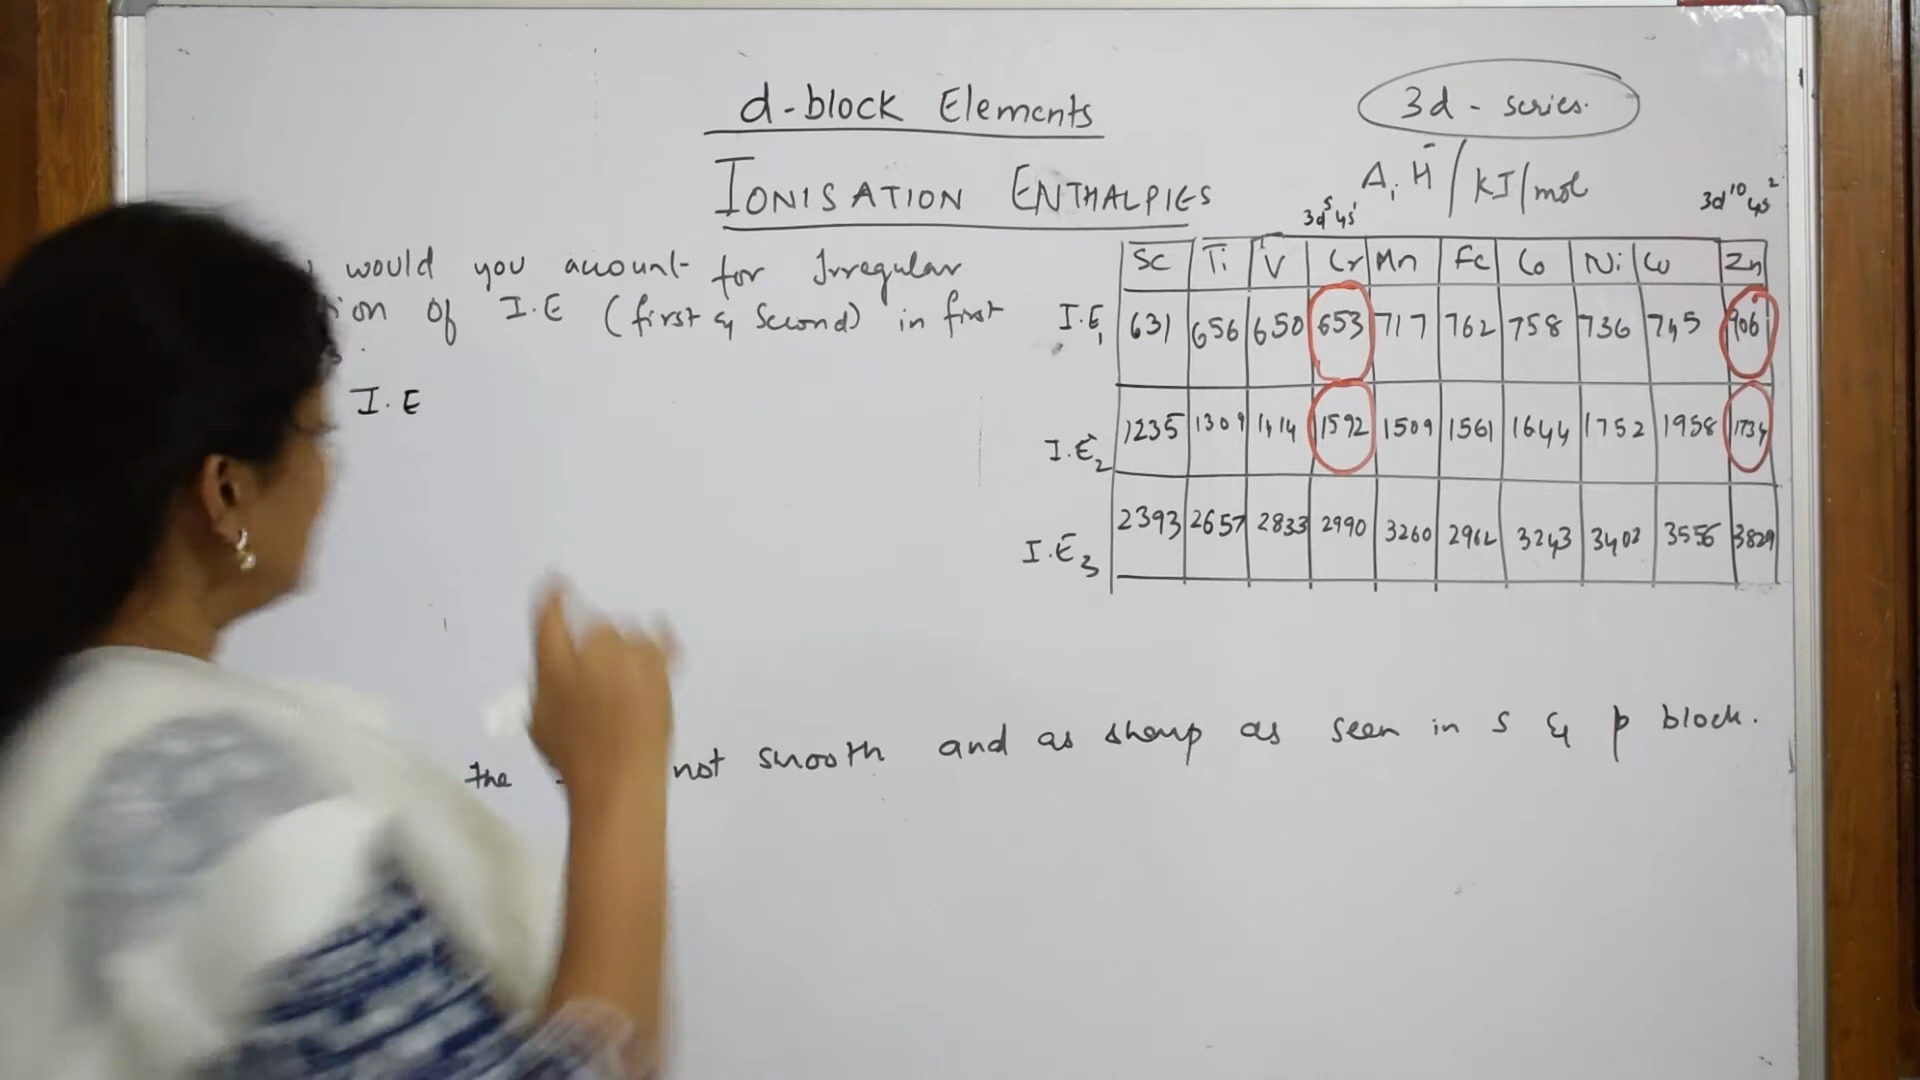 d-block Elements
3d - series.
IONISATION ENTHALPIES
ΔᵢH / KJ/mol
3d⁵4s¹
3d¹⁰4s²
would you account for Irregular
ion of I.E (first & Second) in first
I.E
Sc Ti V Cr Mn Fe Co Ni Cu Zn
I.E₁ 631 656 650 653 717 762 758 736 745 906
I.E₂ 1235 1309 1414 1592 1509 1561 1644 1752 1958 1734
I.E₃ 2393 2657 2833 2990 3260 2962 3243 3402 3556 3829
the not smooth and as sharp as seen in s & p block.